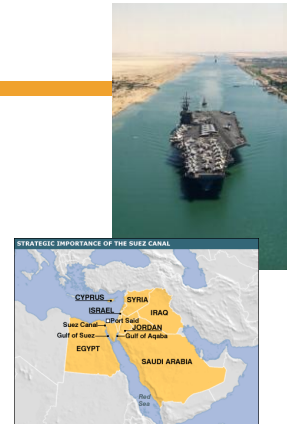 STRATEGIC IMPORTANCE OF THE SUEZ CANAL
CYPRUS
SYRIA
ISRAEL
IRAQ
Port Said
Suez Canal
JORDAN
Gulf of Suez
Gulf of Aqaba
EGYPT
SAUDI ARABIA
Red
Sea